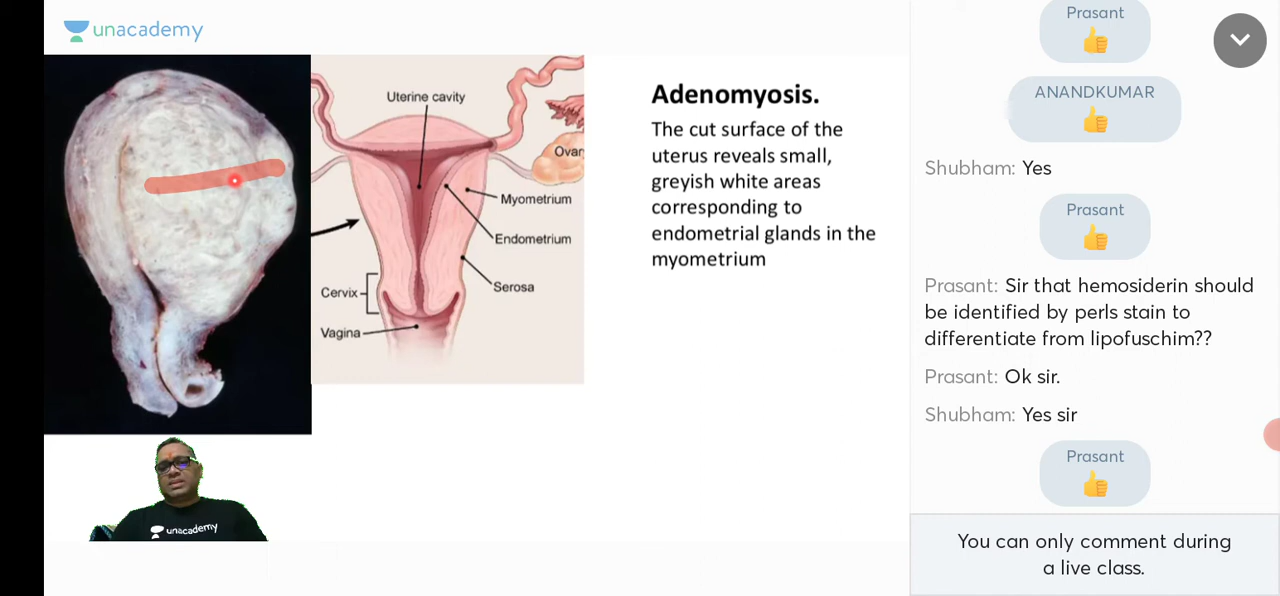 unacademy
Uterine cavity
Ovar
Myometrium
Endometrium
Serosa
Cervix
Vagina
Adenomyosis.
The cut surface of the
uterus reveals small,
greyish white areas
corresponding to
endometrial glands in the
myometrium
unacademy
Prasant
ANANDKUMAR
Shubham: Yes
Prasant
Prasant: Sir that hemosiderin should
be identified by perls stain to
differentiate from lipofuschim??
Prasant: Ok sir.
Shubham: Yes sir
Prasant
You can only comment during
a live class.